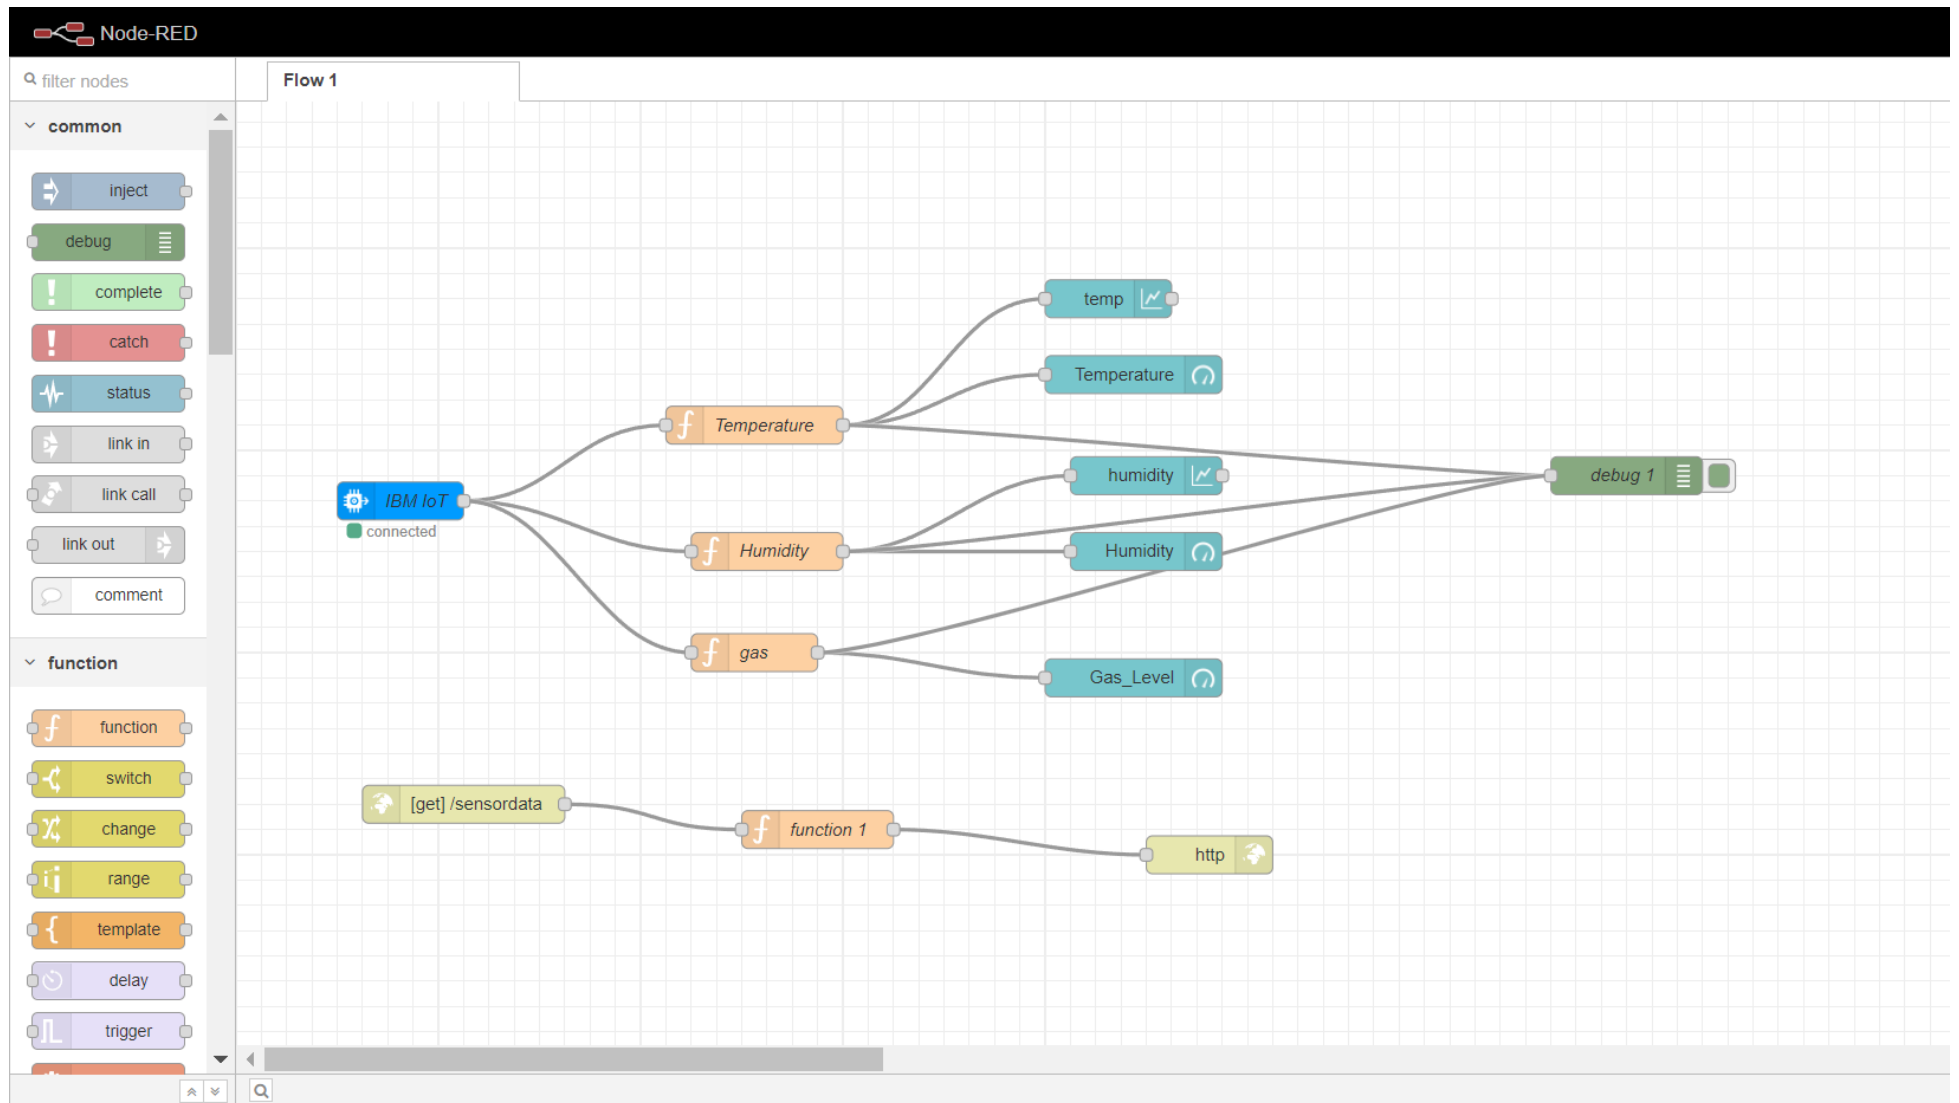 Node-RED
filter nodes
Flow 1
common
inject
debug
complete
catch
status
link in
link call
link out
comment
function
function
switch
change
range
template
delay
trigger
temp
Temperature
Temperature
humidity
debug 1
IBM IoT
connected
Humidity
Humidity
gas
Gas_Level
[get] /sensordata
function 1
http